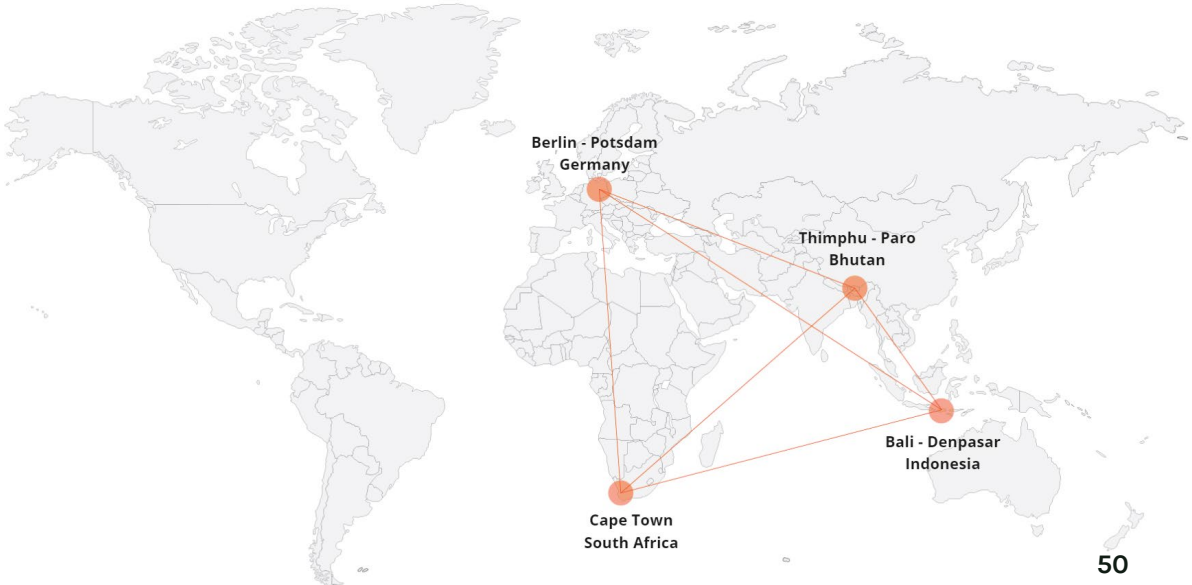 Berlin - Potsdam
Germany
Thimphu - Paro
Bhutan
Bali - Denpasar
Indonesia
Cape Town
South Africa
50